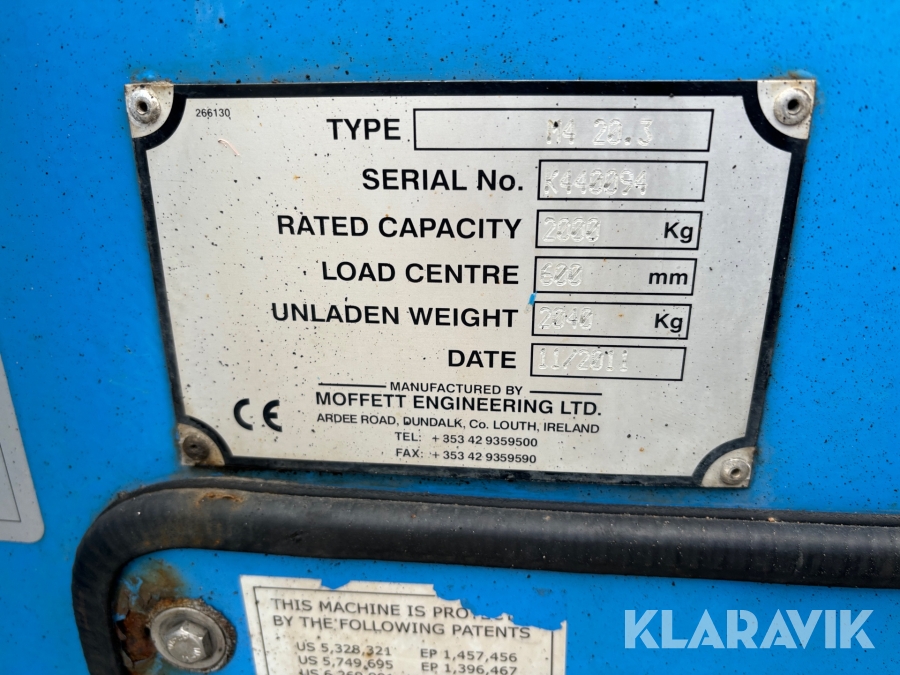 266130
TYPE M4 20.3
SERIAL No. K440094
RATED CAPACITY 2000 Kg
LOAD CENTRE 600 mm
UNLADEN WEIGHT 2040 Kg
DATE 11/2011
MANUFACTURED BY
MOFFETT ENGINEERING LTD.
ARDEE ROAD, DUNDALK, Co. LOUTH, IRELAND
TEL: + 353 42 9359500
FAX: + 353 42 9359590
CE
THIS MACHINE IS
BY THE FOLLOWING PATENTS
US 5,328,321 EP 1,457,456
US 5,749,695 EP 1,396,467
KLARAVIK